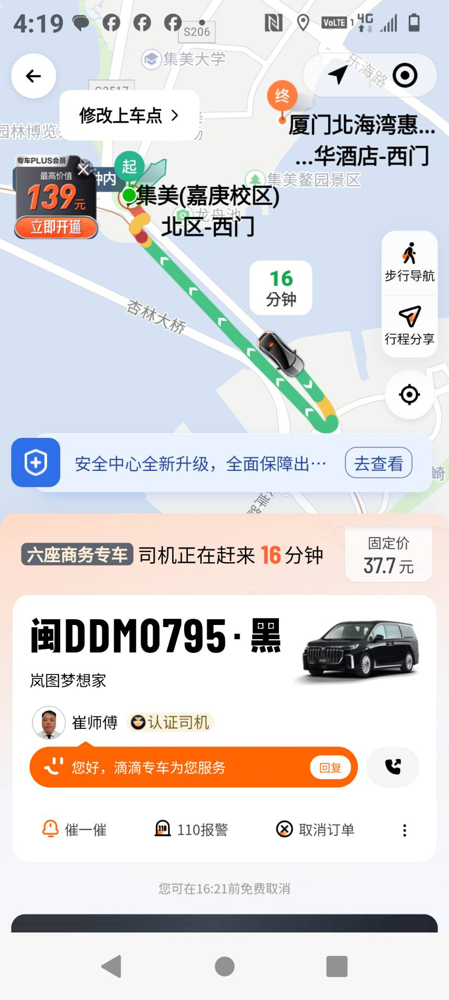 4:19
VoLTE 1 4G
S206
集美大学
乐海路
G2517
修改上车点 >
终
厦门北海湾惠...
...华酒店-西门
专车PLUS会员
最高价值
139元
立即开通
钟内
起
集美(嘉庚校区)
北区-西门
集美鳌园景区
龙舟池
16
分钟
步行导航
行程分享
杏林大桥
安全中心全新升级，全面保障出…
去查看
六座商务专车 司机正在赶来 16 分钟
固定价
37.7 元
闽DDM0795·黑
岚图梦想家
崔师傅 认证司机
您好，滴滴专车为您服务 回复
催一催
110报警
取消订单
您可在16:21前免费取消